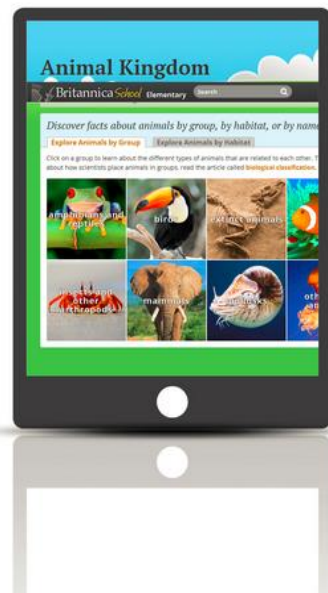 Animal Kingdom
Britannica School Elementary Search
Discover facts about animals by group, by habitat, or by name
Explore Animals by Group Explore Animals by Habitat
Click on a group to learn about the different types of animals that are related to each other. T
about how scientists place animals in groups, read the article called biological classification.
amphibians and reptiles
birds
extinct animals
insects and other arthropods
mammals
mollusks
oth